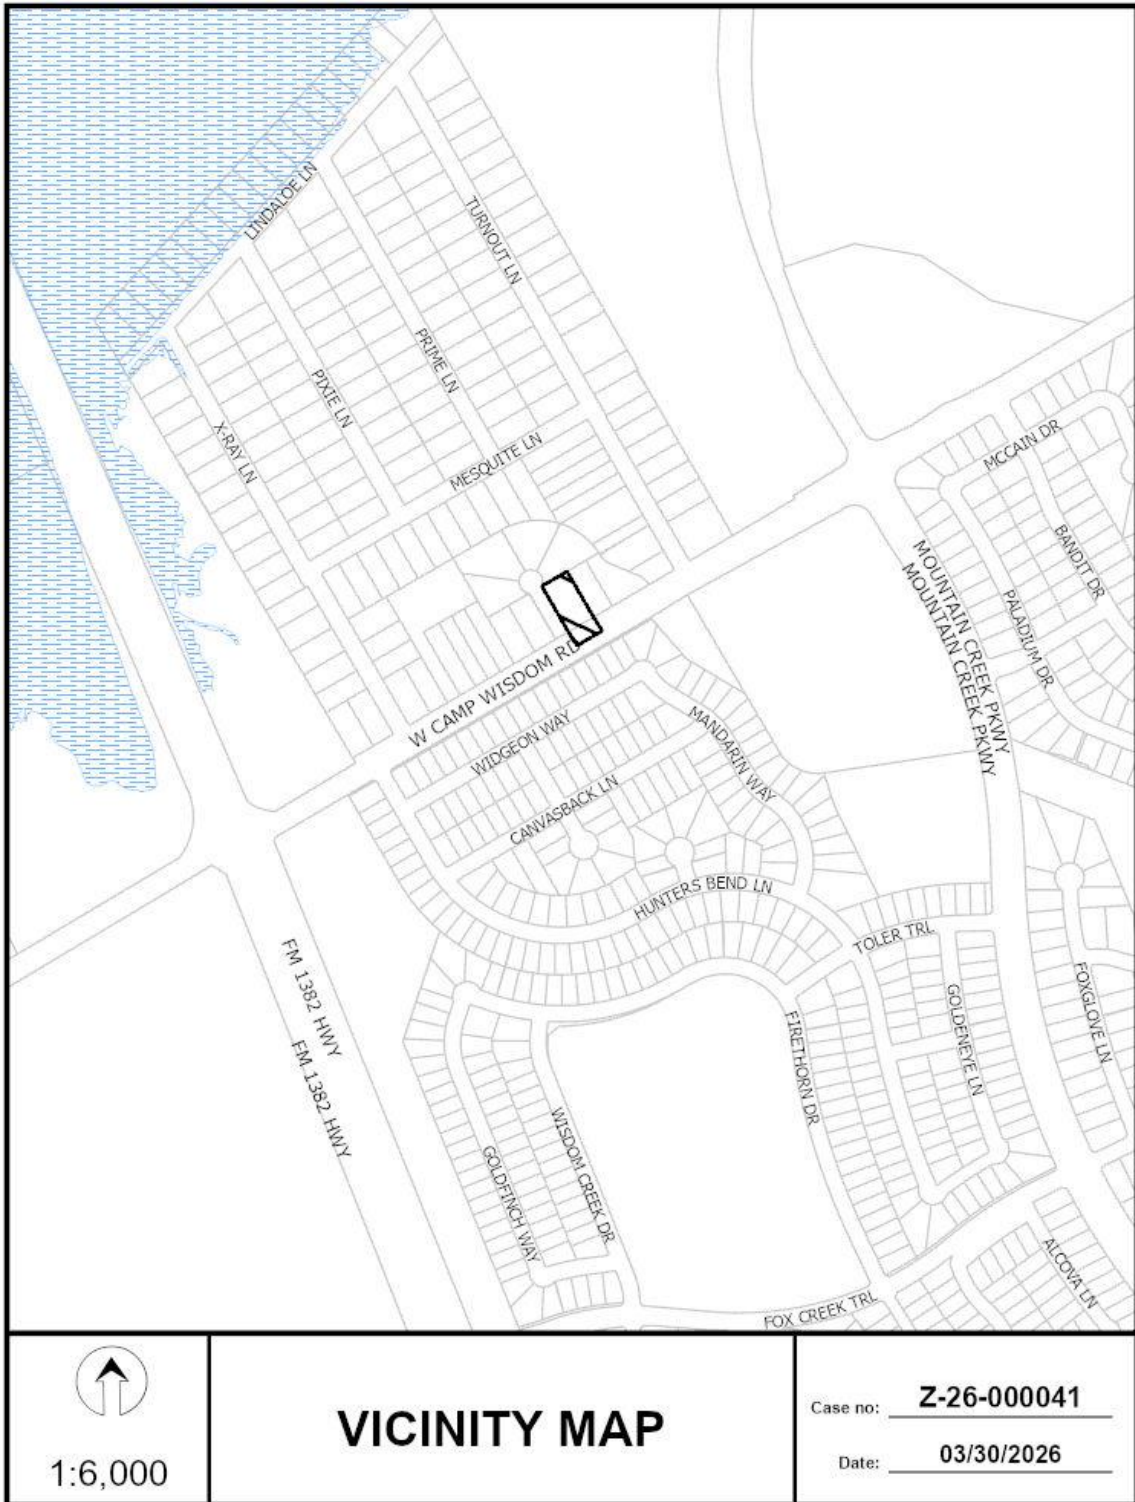 LINDALOE LN
TURNOUT LN
PRIME LN
PIXIE LN
X-RAY LN
MESQUITE LN
MCCAIN DR
BANDIT DR
PALADIUM DR
MOUNTAIN CREEK PKWY
MOUNTAIN CREEK PKWY
W CAMP WISDOM RD
WIDGEON WAY
MANDARIN WAY
CANVASBACK LN
HUNTERS BEND LN
TOLER TRL
FM 1382 HWY
FM 1382 HWY
GOLDENEYE LN
FOXGLOVE LN
FIRETHORN DR
WISDOM CREEK DR
GOLDFINCH WAY
ALCOVA LN
FOX CREEK TRL
1:6,000
VICINITY MAP
Case no: Z-26-000041
Date: 03/30/2026